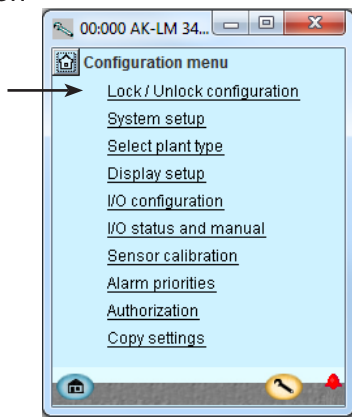 00:000 AK-LM 34...
Configuration menu
Lock / Unlock configuration
System setup
Select plant type
Display setup
I/O configuration
I/O status and manual
Sensor calibration
Alarm priorities
Authorization
Copy settings